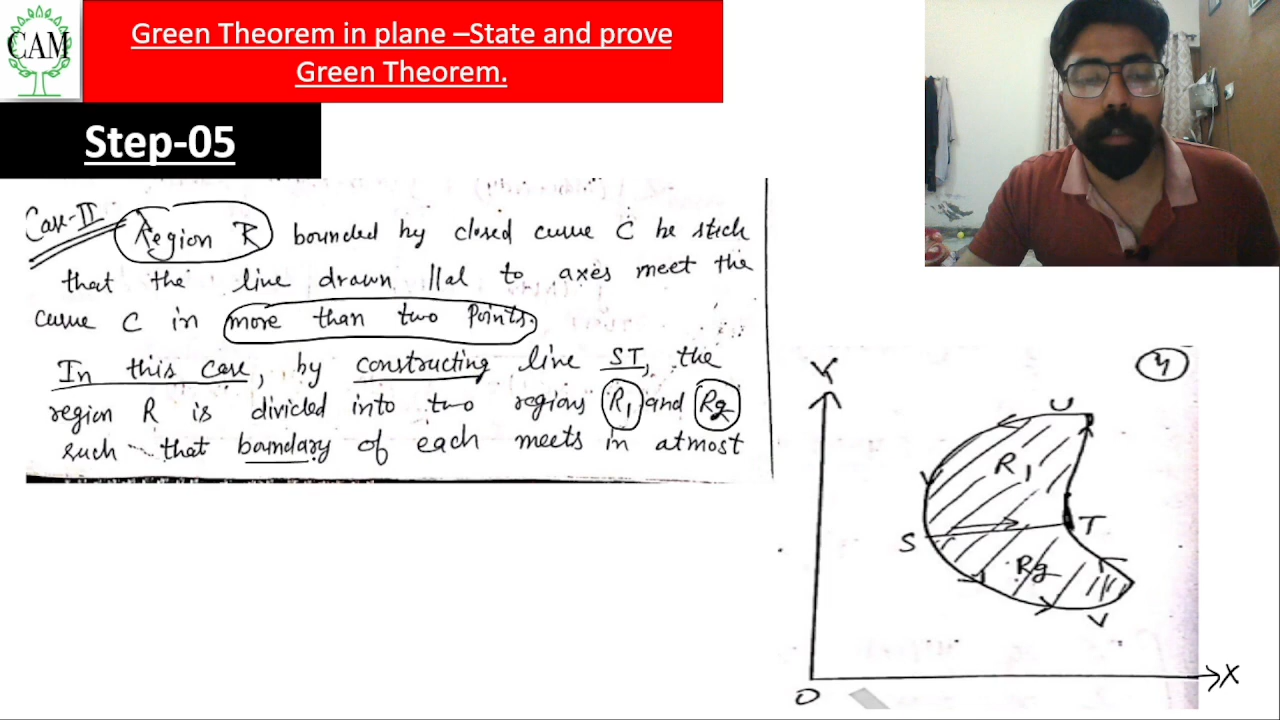 CAM
Green Theorem in plane –State and prove
Green Theorem.
Step-05
Case-II Region R bounded by closed curve C be such
that the line drawn llal to axes meet the
curve C in more than two Points.
In this case, by constructing line ST, the
region R is divided into two regions R1 and R2
such that boundary of each meets in atmost
Y
4
U
R1
S
T
R2
V
O
X